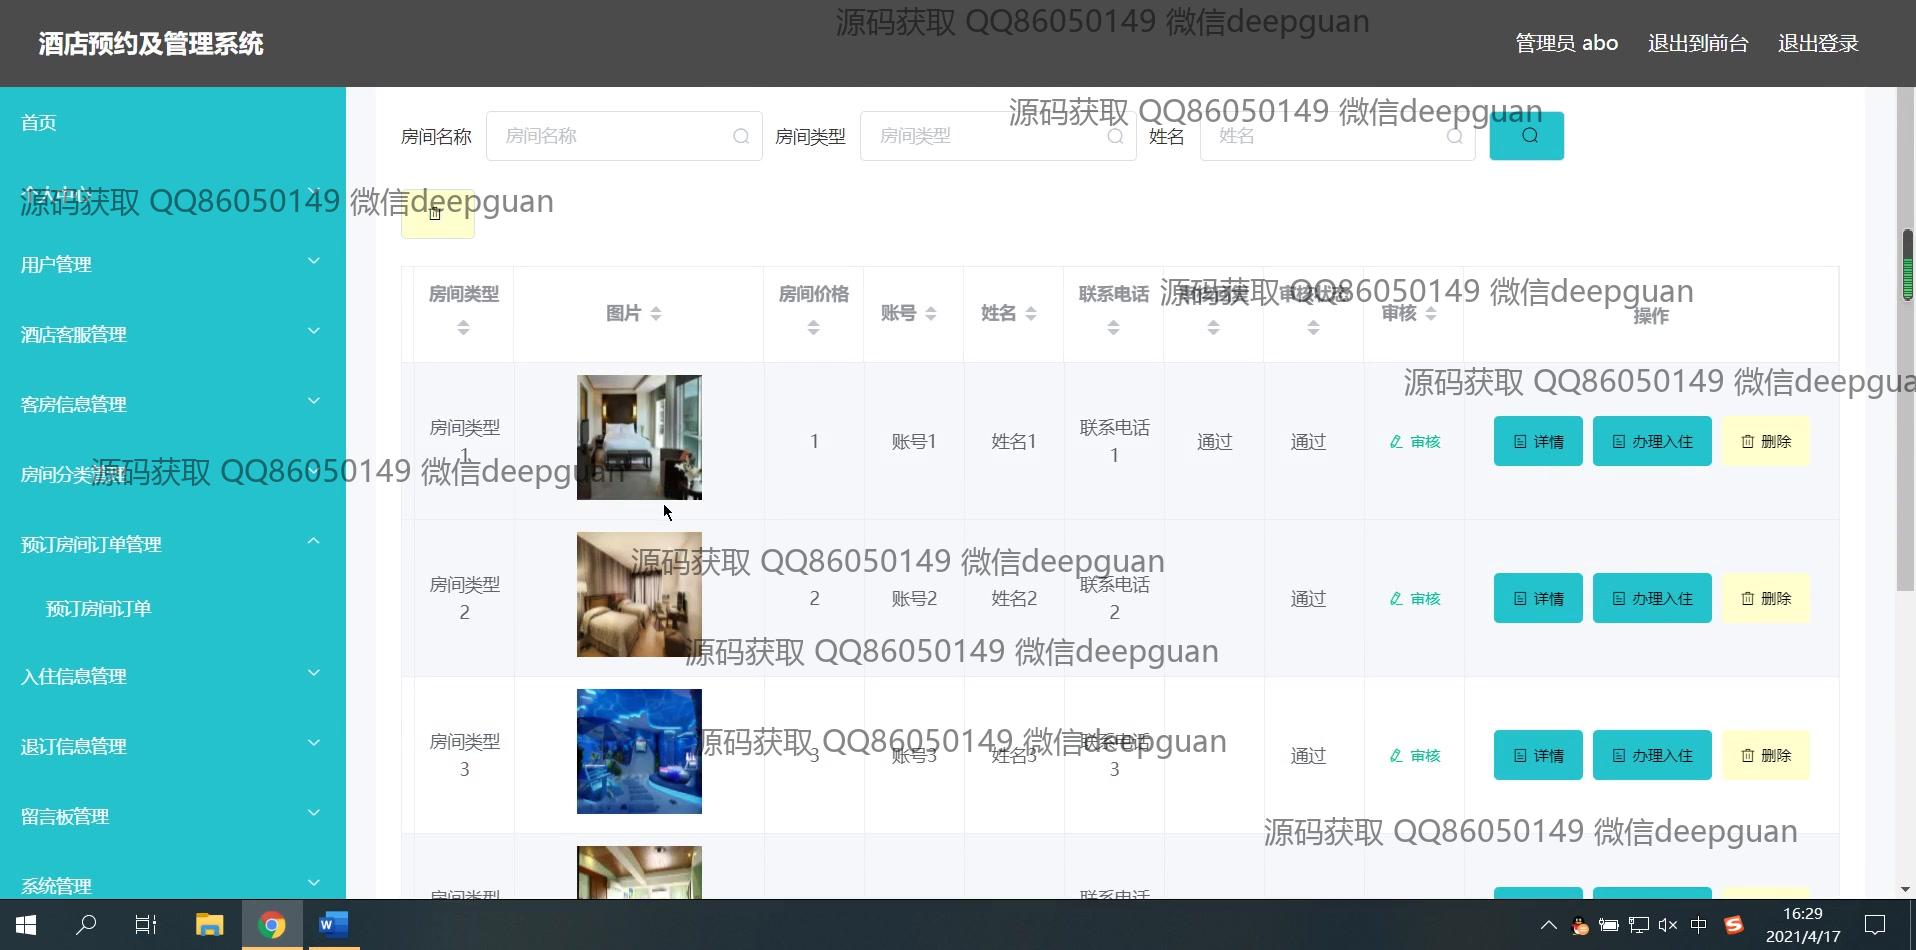 源码获取 QQ86050149 微信deepguan
酒店预约及管理系统
管理员 abo 退出到前台 退出登录
首页
个人中心
用户管理
酒店客服管理
客房信息管理
房间分类管理
预订房间订单管理
预订房间订单
入住信息管理
退订信息管理
留言板管理
系统管理
源码获取 QQ86050149 微信deepguan
房间名称 房间名称 房间类型 房间类型 姓名 姓名
源码获取 QQ86050149 微信deepguan
源码获取 QQ86050149 微信deepguan
房间类型 图片 房间价格 账号 姓名 联系电话 审核回复 审核状态 审核 操作
源码获取 QQ86050149 微信deepgua
房间类型1 1 账号1 姓名1 联系电话1 通过 通过 审核 详情 办理入住 删除
源码获取 QQ86050149 微信deepguan
源码获取 QQ86050149 微信deepguan
房间类型2 2 账号2 姓名2 联系电话2 通过 审核 详情 办理入住 删除
源码获取 QQ86050149 微信deepguan
源码获取 QQ86050149 微信deepguan
房间类型3 3 账号3 姓名3 联系电话3 通过 审核 详情 办理入住 删除
源码获取 QQ86050149 微信deepguan
房间类型 联系电话
中
16:29
2021/4/17